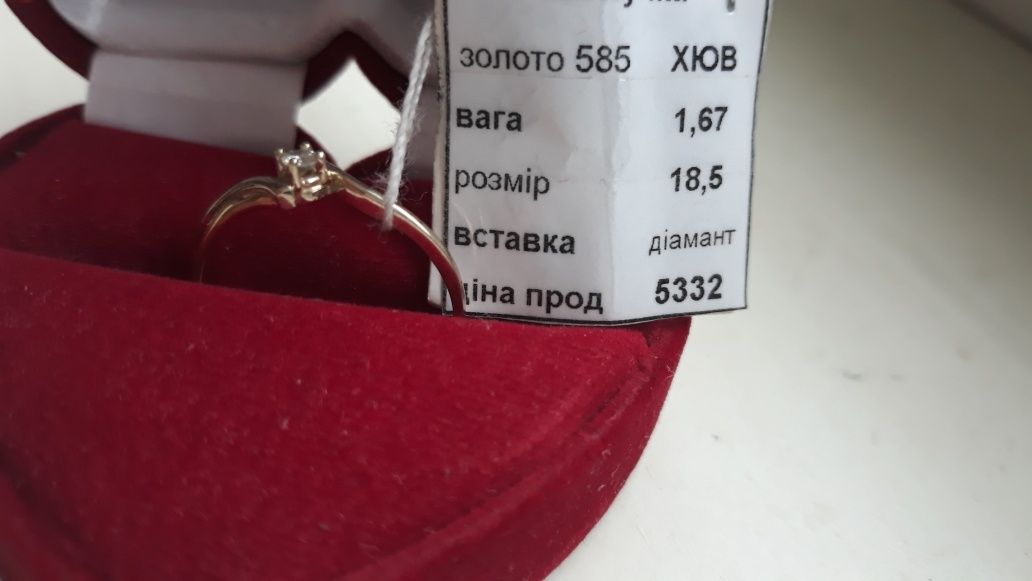 золото 585 ХЮВ
вага 1,67
розмір 18,5
вставка діамант
ціна прод 5332